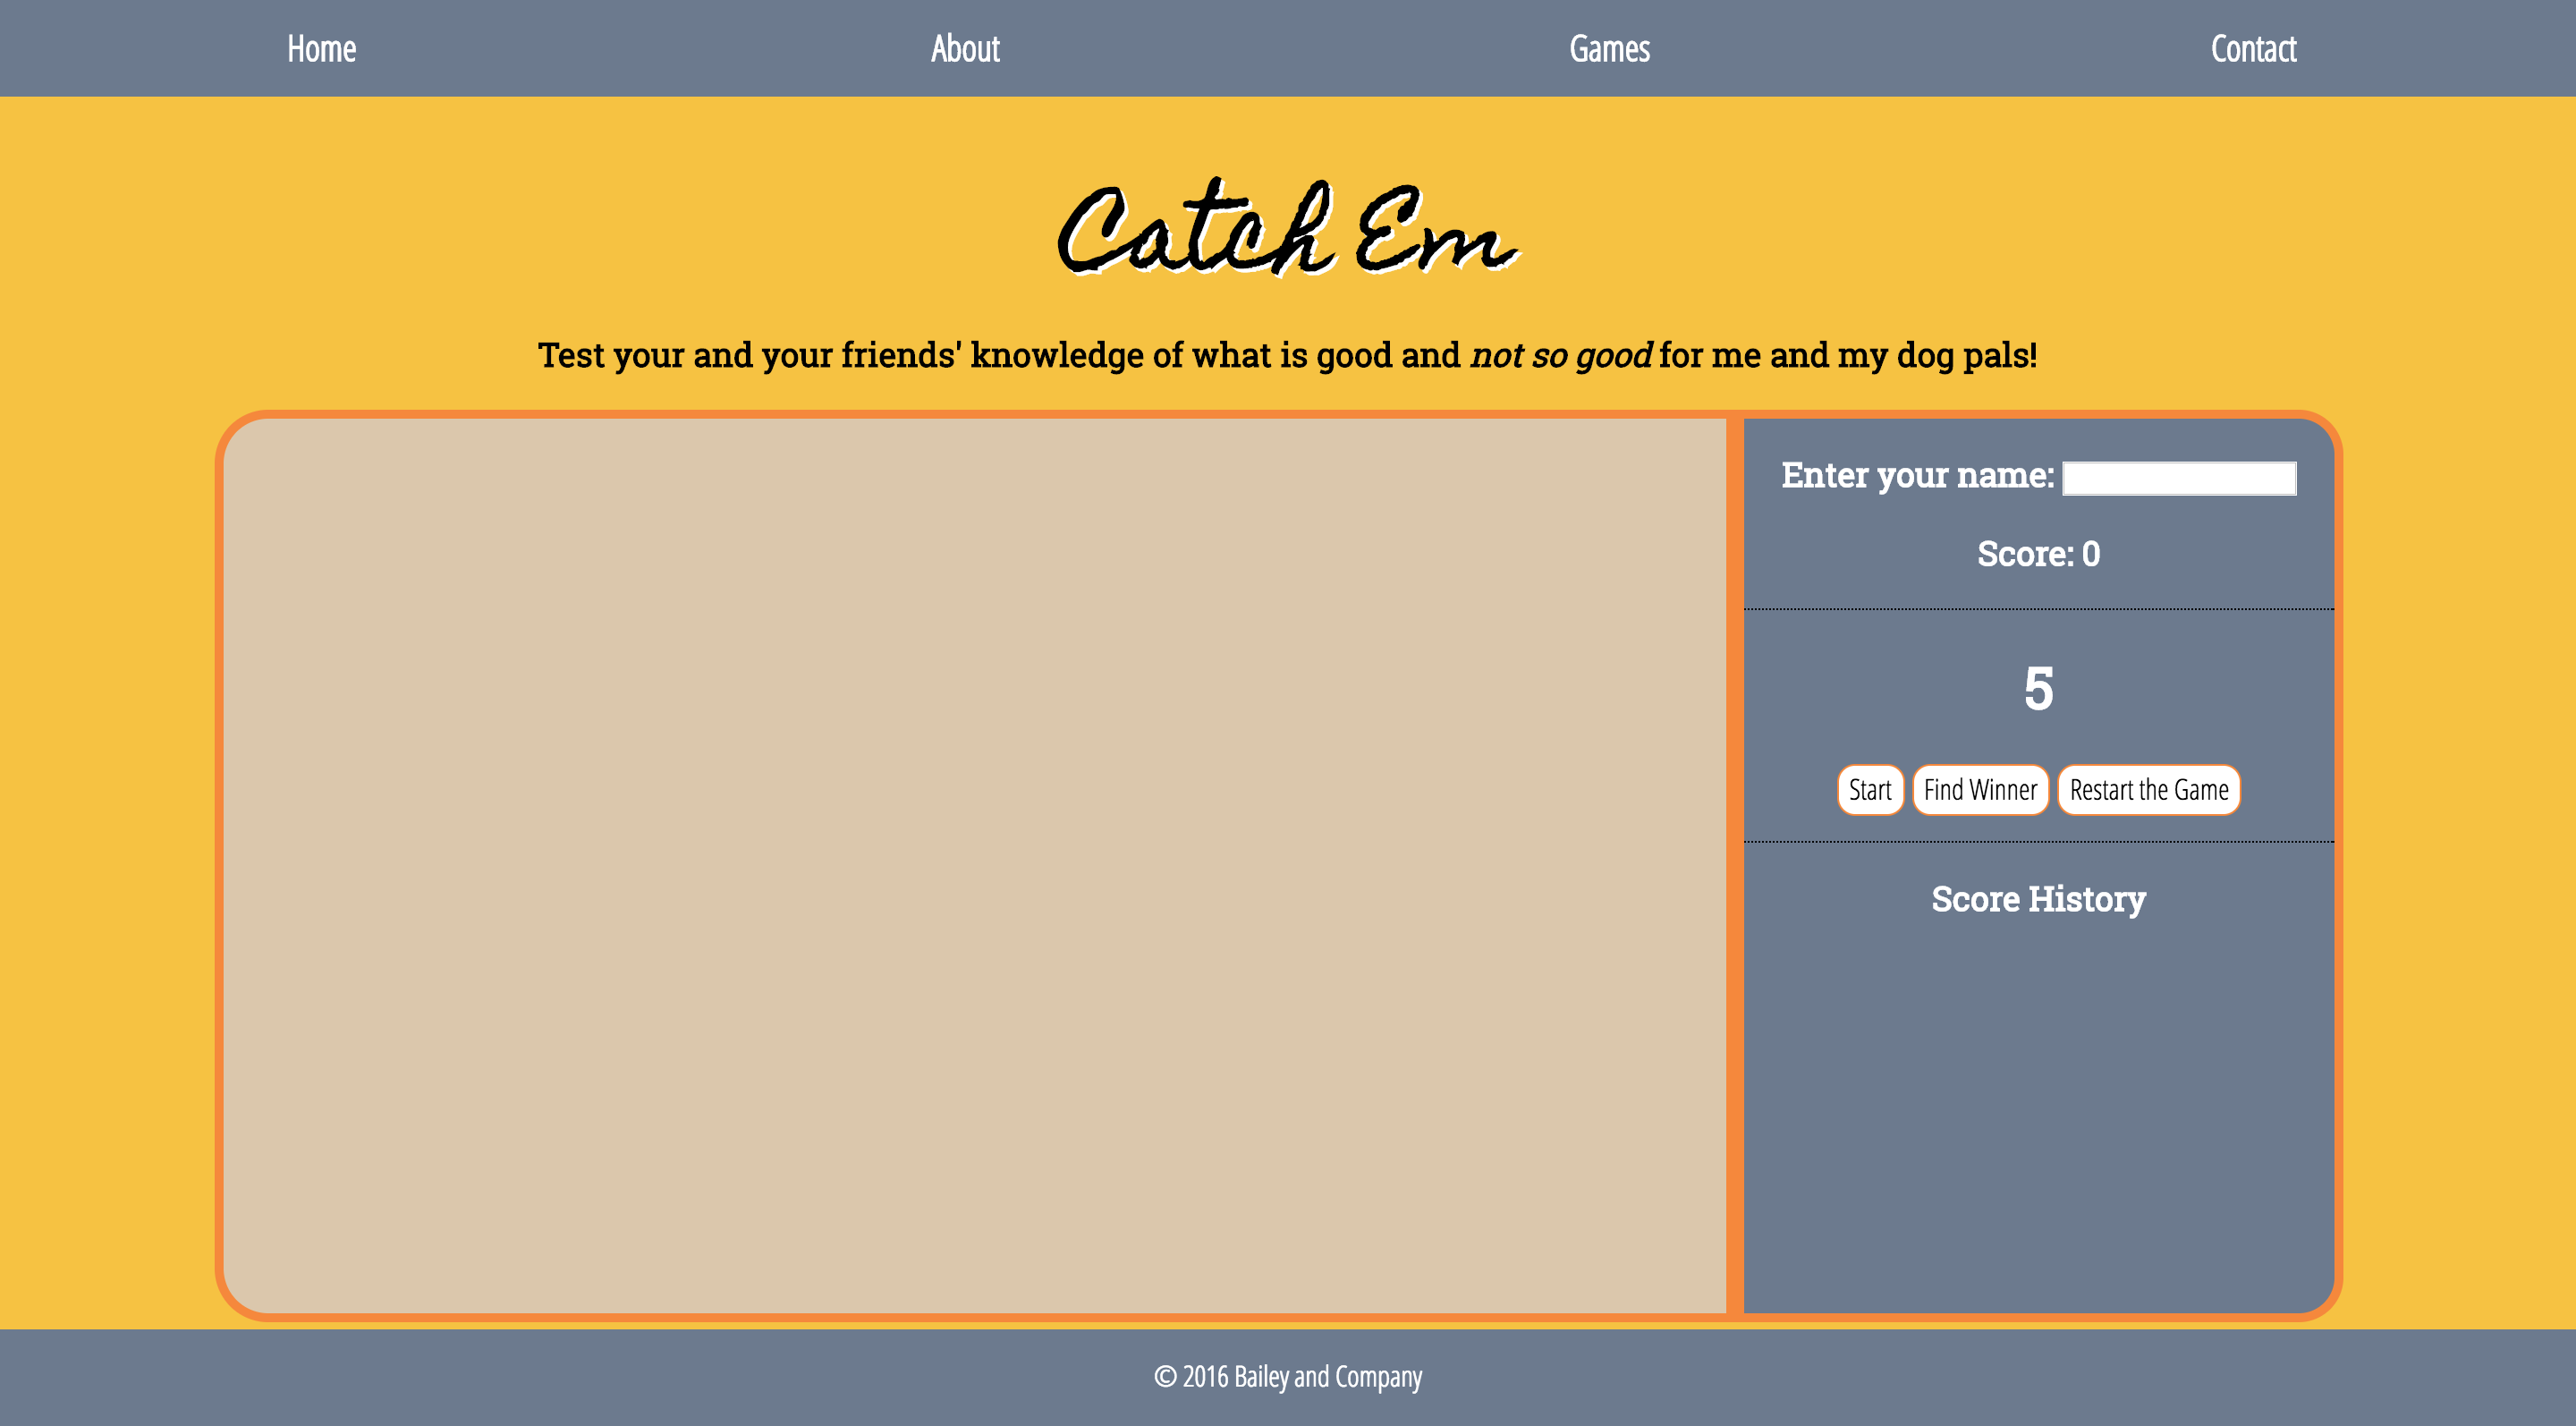 Home About Games Contact
Catch Em
Test your and your friends' knowledge of what is good and not so good for me and my dog pals!
Enter your name:
Score: 0
5
Start Find Winner Restart the Game
Score History
© 2016 Bailey and Company